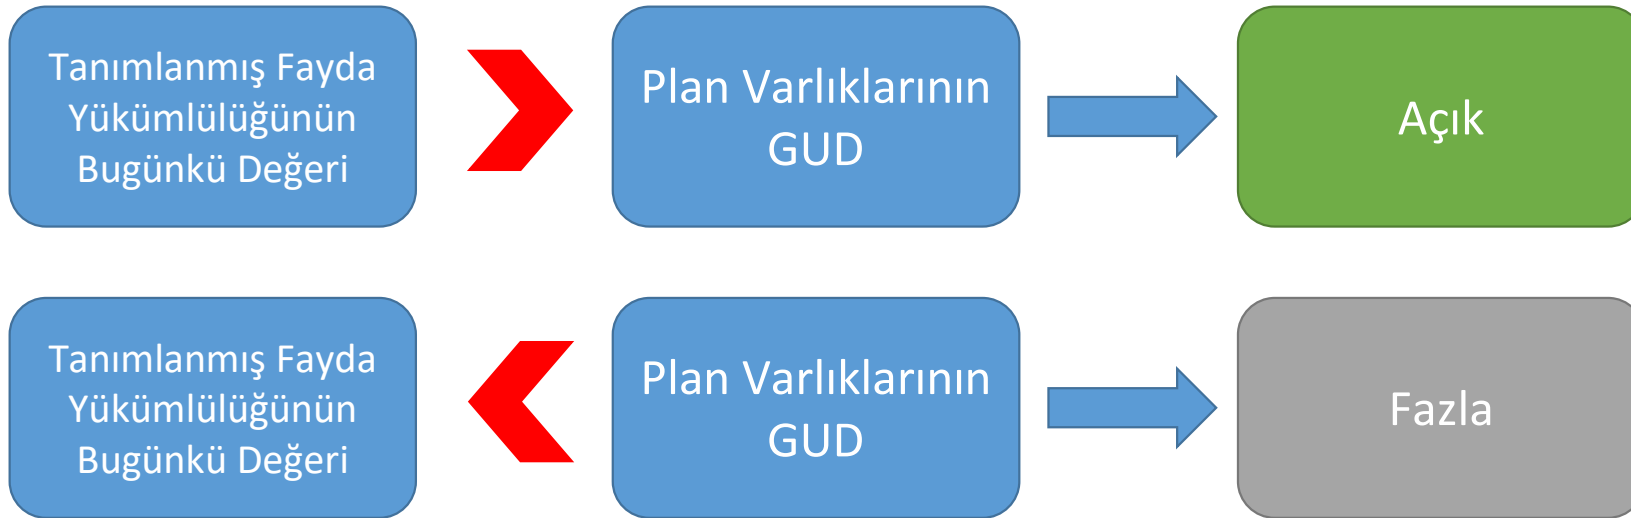 Tanımlanmış Fayda
Yükümlülüğünün
Bugünkü Değeri
Plan Varlıklarının
GUD
Açık
Tanımlanmış Fayda
Yükümlülüğünün
Bugünkü Değeri
Plan Varlıklarının
GUD
Fazla